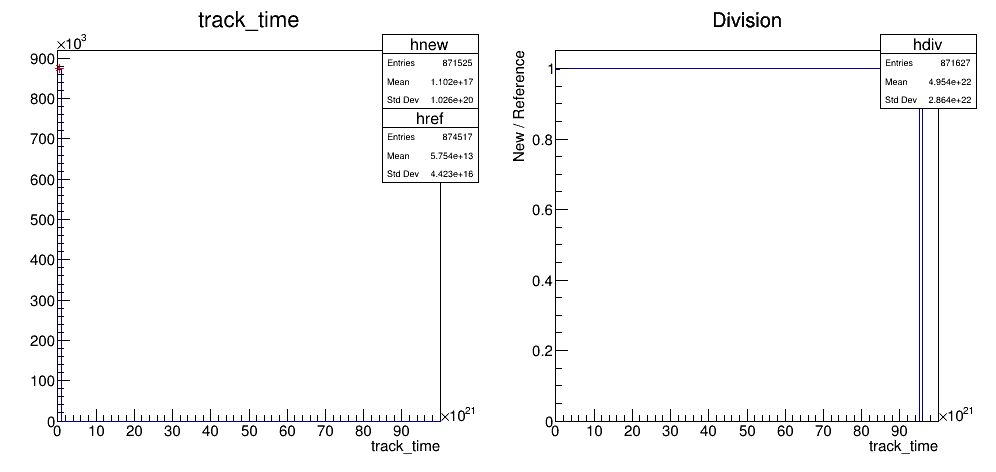 track_time
×10³
900
800
700
600
500
400
300
200
100
0
0 10 20 30 40 50 60 70 80 90
×10²¹
track_time
hnew
Entries 871525
Mean 1.102e+17
Std Dev 1.026e+20
href
Entries 874517
Mean 5.754e+13
Std Dev 4.423e+16
Division
New / Reference
1
0.8
0.6
0.4
0.2
0
0 10 20 30 40 50 60 70 80 90
×10²¹
track_time
hdiv
Entries 871627
Mean 4.954e+22
Std Dev 2.864e+22